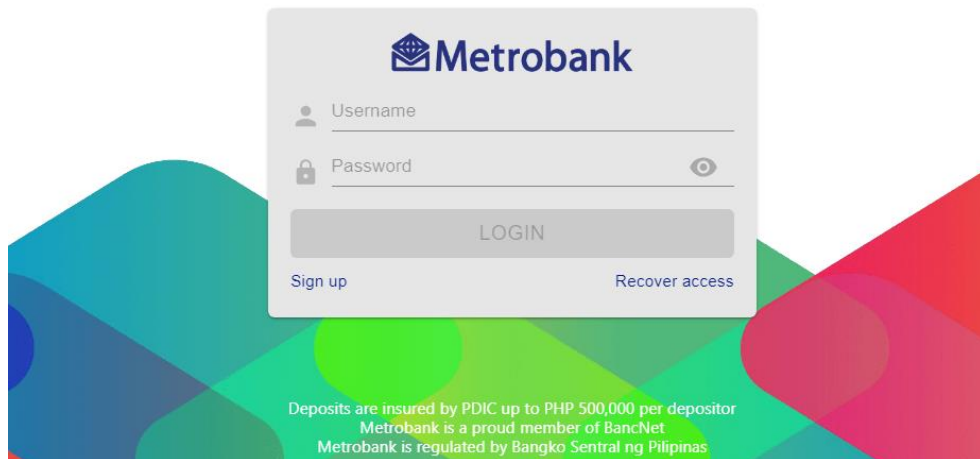 Metrobank
Username
Password
LOGIN
Sign up
Recover access
Deposits are insured by PDIC up to PHP 500,000 per depositor
Metrobank is a proud member of BancNet
Metrobank is regulated by Bangko Sentral ng Pilipinas